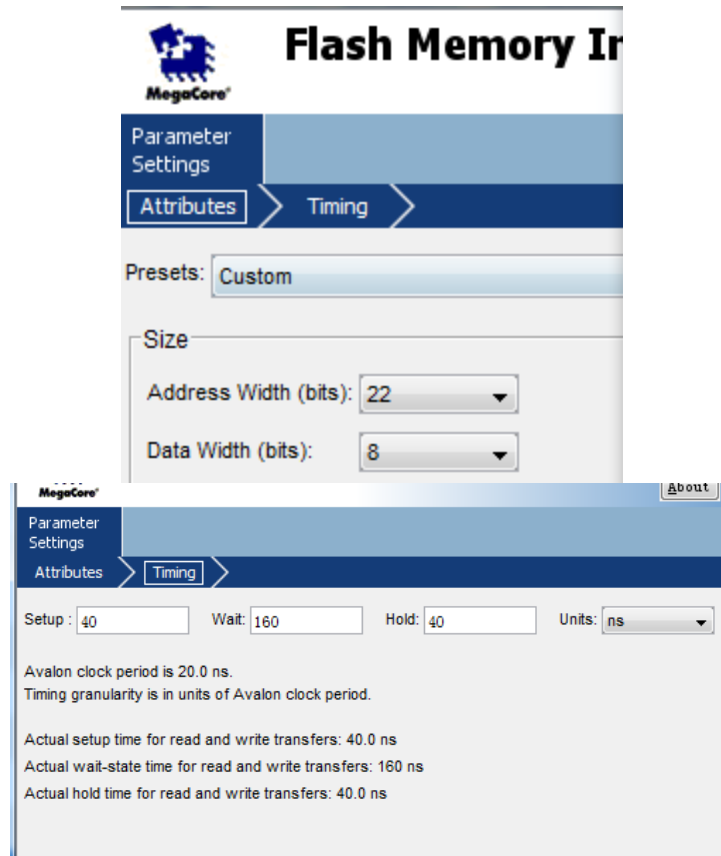 Flash Memory
MegaCore®
Parameter
Settings
Attributes Timing
Presets: Custom
Size
Address Width (bits): 22
Data Width (bits): 8
MegaCore® About
Parameter
Settings
Attributes Timing
Setup : 40 Wait: 160 Hold: 40 Units: ns
Avalon clock period is 20.0 ns.
Timing granularity is in units of Avalon clock period.
Actual setup time for read and write transfers: 40.0 ns
Actual wait-state time for read and write transfers: 160 ns
Actual hold time for read and write transfers: 40.0 ns